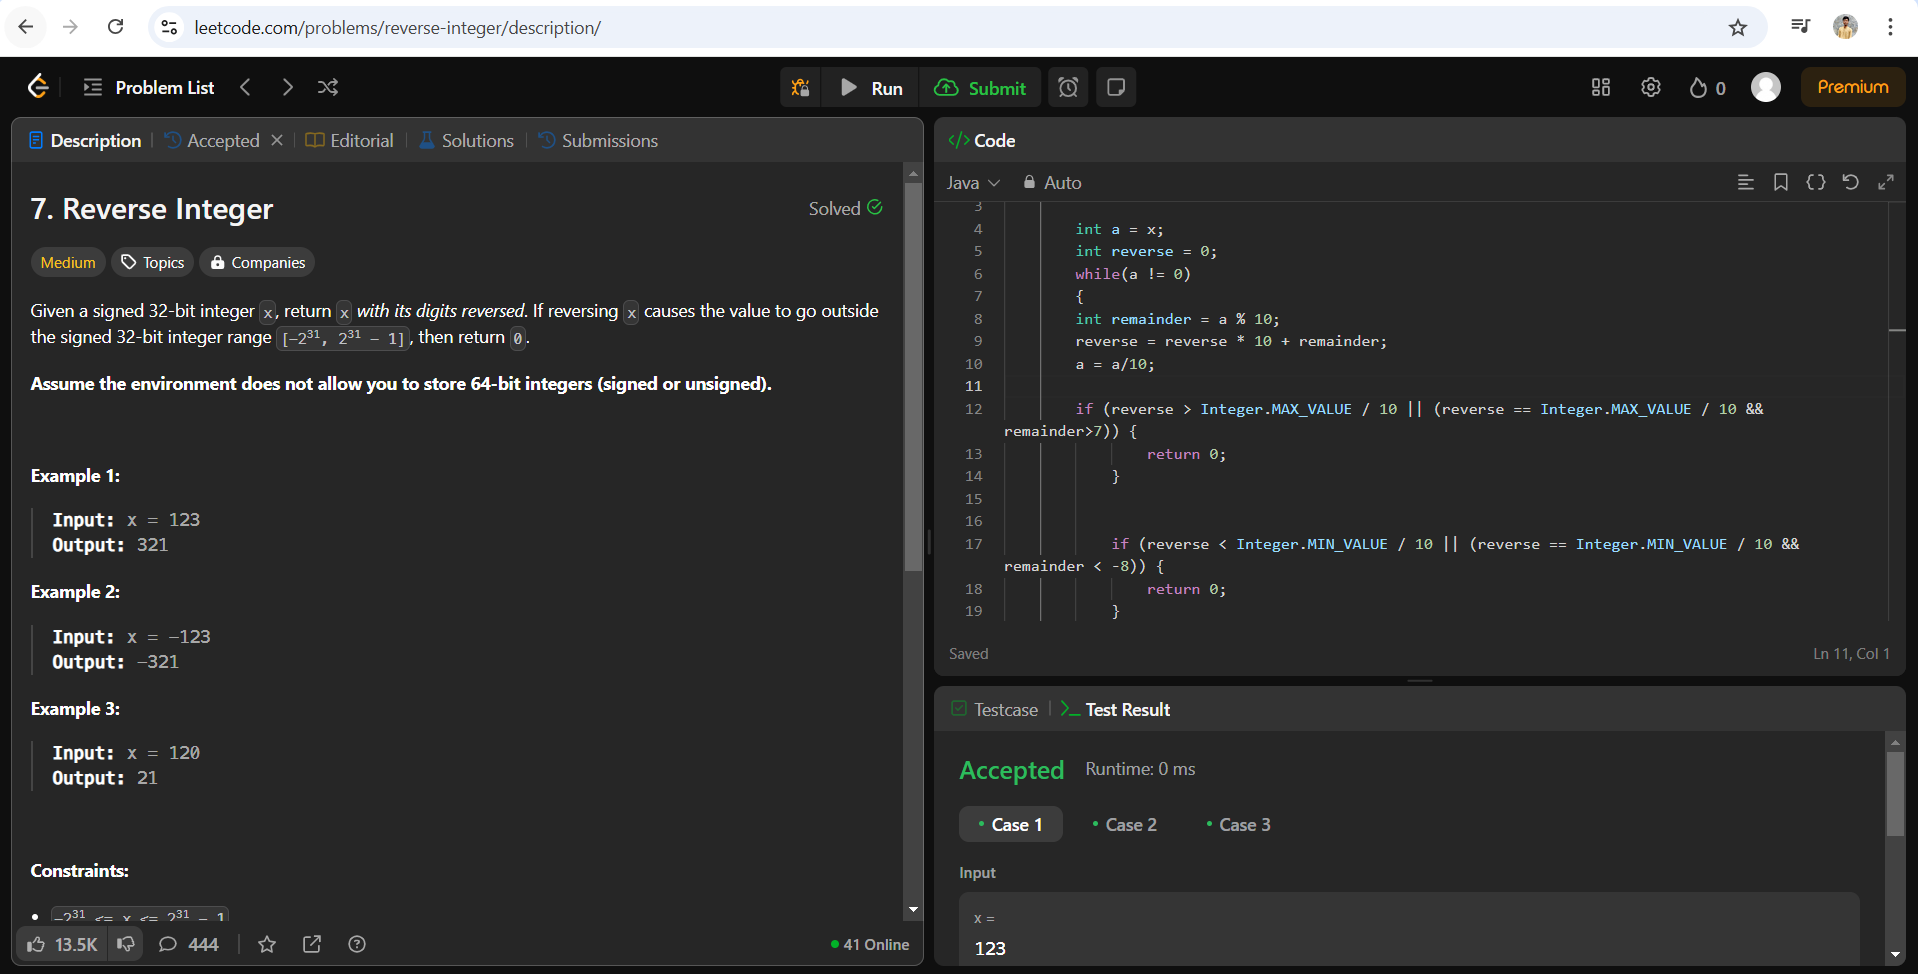 leetcode.com/problems/reverse-integer/description/
Problem List
Run
Submit
0
Premium
Description
Accepted
Editorial
Solutions
Submissions
7. Reverse Integer
Solved
Medium
Topics
Companies
Given a signed 32-bit integer x, return x with its digits reversed. If reversing x causes the value to go outside
the signed 32-bit integer range [-2³¹, 2³¹ - 1], then return 0.
Assume the environment does not allow you to store 64-bit integers (signed or unsigned).
Example 1:
Input: x = 123
Output: 321
Example 2:
Input: x = -123
Output: -321
Example 3:
Input: x = 120
Output: 21
Constraints:
-2³¹ <= x <= 2³¹ - 1
13.5K
444
41 Online
</> Code
Java
Auto
3
4 int a = x;
5 int reverse = 0;
6 while(a != 0)
7 {
8 int remainder = a % 10;
9 reverse = reverse * 10 + remainder;
10 a = a/10;
11
12 if (reverse > Integer.MAX_VALUE / 10 || (reverse == Integer.MAX_VALUE / 10 &&
remainder>7)) {
13 return 0;
14 }
15
16
17 if (reverse < Integer.MIN_VALUE / 10 || (reverse == Integer.MIN_VALUE / 10 &&
remainder < -8)) {
18 return 0;
19 }
Saved
Ln 11, Col 1
Testcase
Test Result
Accepted
Runtime: 0 ms
Case 1
Case 2
Case 3
Input
x =
123